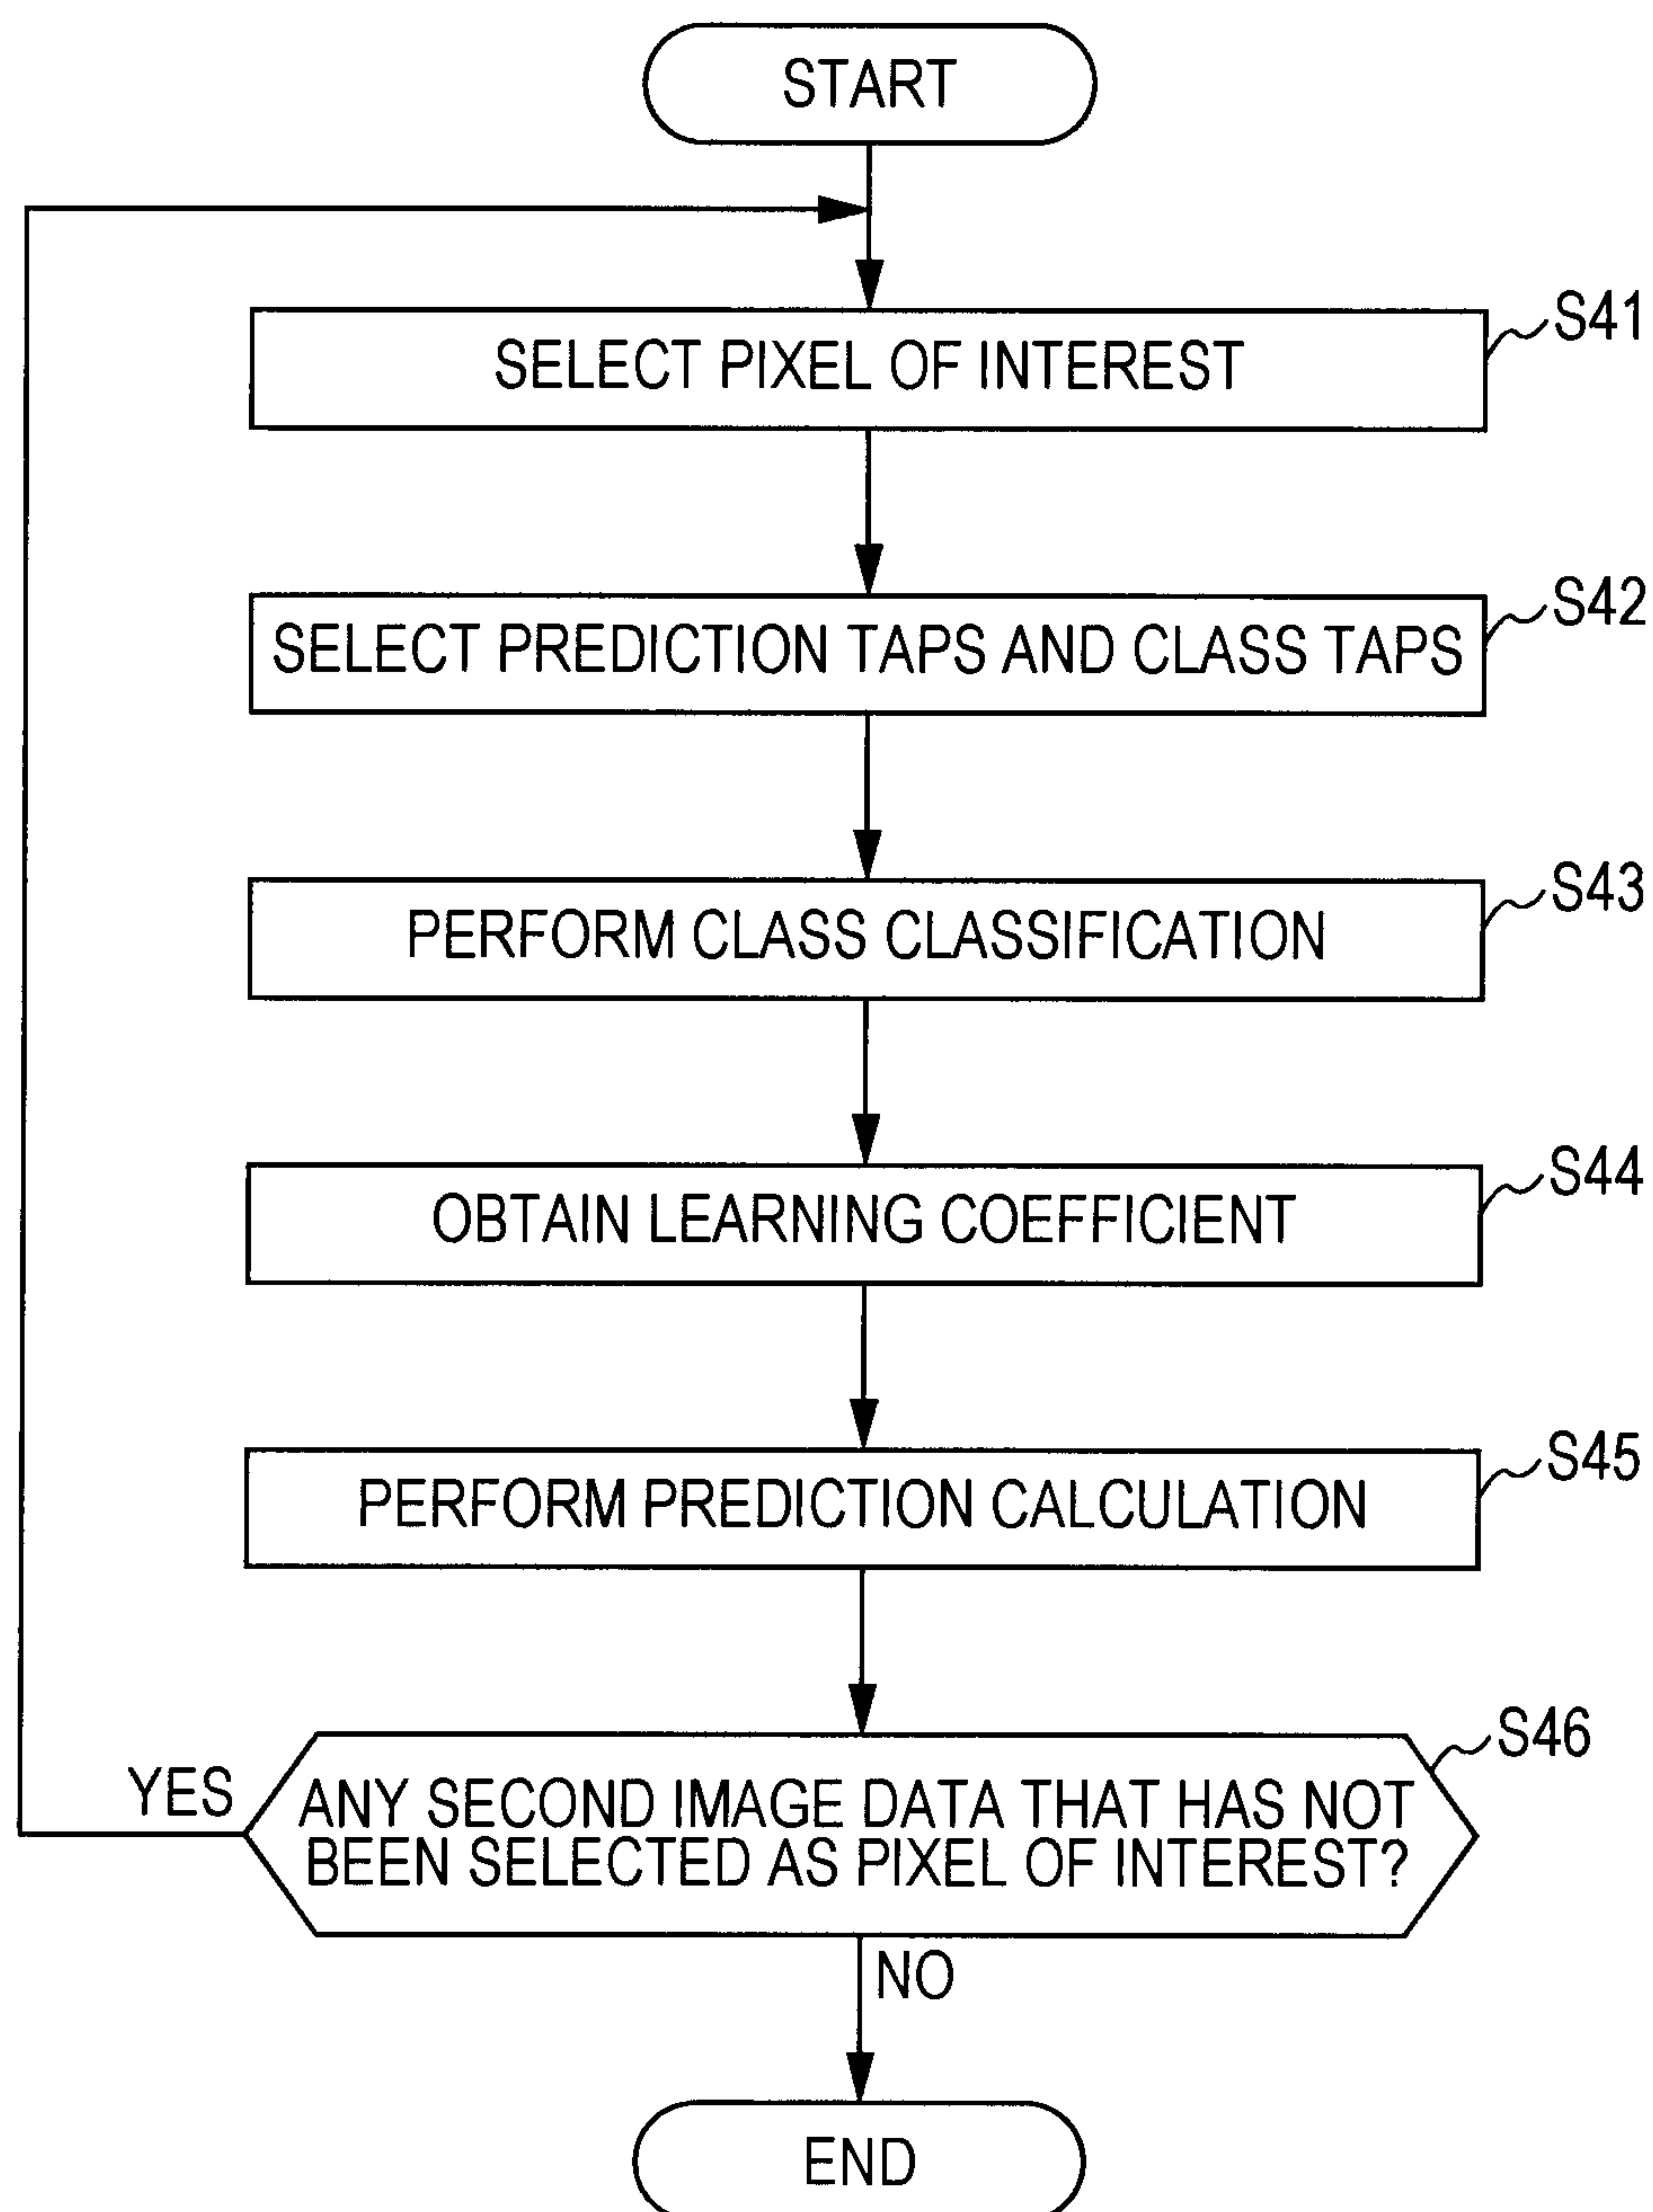 START
SELECT PIXEL OF INTEREST
S41
SELECT PREDICTION TAPS AND CLASS TAPS
S42
PERFORM CLASS CLASSIFICATION
S43
OBTAIN LEARNING COEFFICIENT
S44
PERFORM PREDICTION CALCULATION
S45
ANY SECOND IMAGE DATA THAT HAS NOT
BEEN SELECTED AS PIXEL OF INTEREST?
S46
YES
NO
END